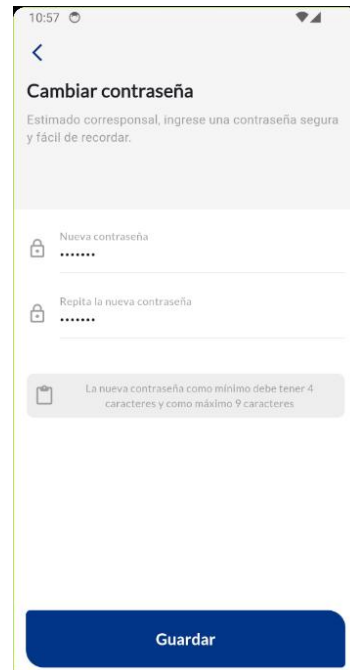 10:57
Cambiar contraseña
Estimado corresponsal, ingrese una contraseña segura
y fácil de recordar.
Nueva contraseña
•••••••
Repita la nueva contraseña
•••••••
La nueva contraseña como mínimo debe tener 4
caracteres y como máximo 9 caracteres
Guardar